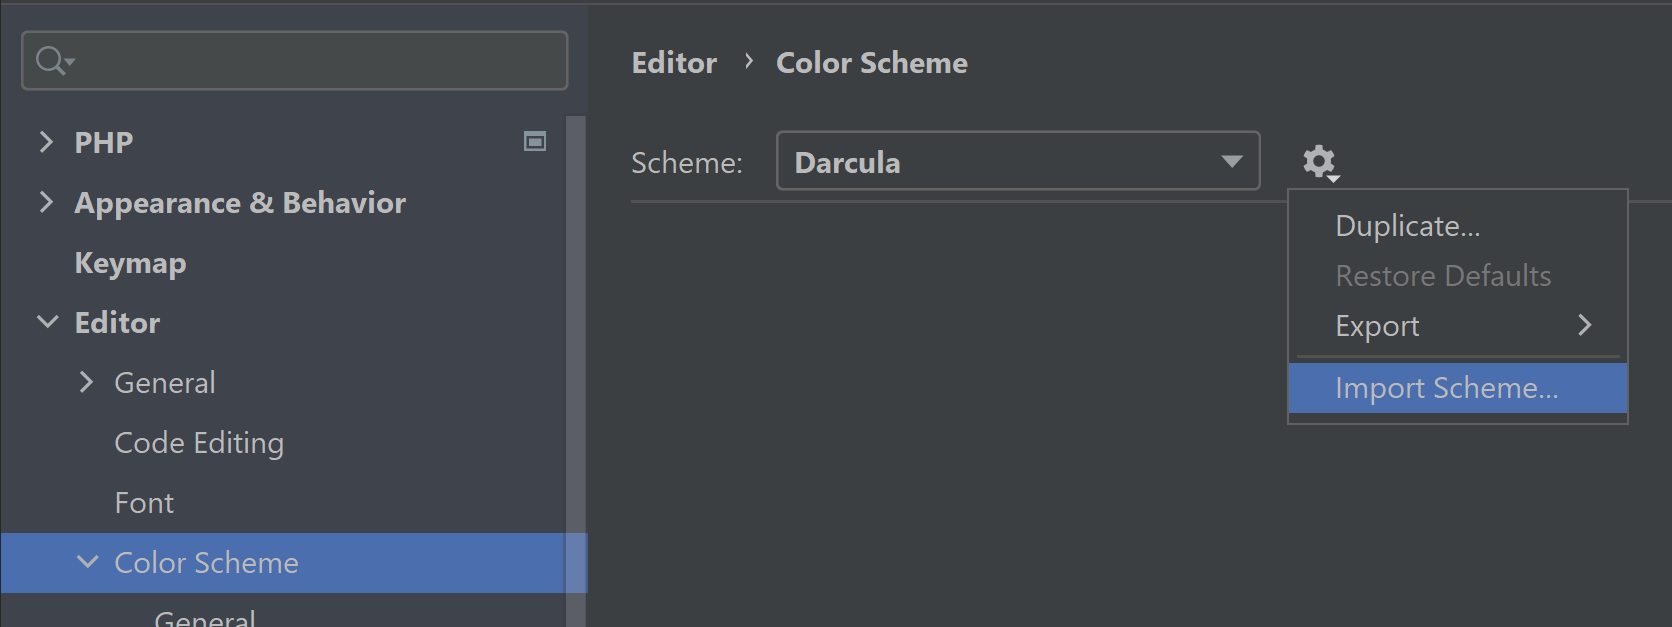 PHP
Appearance & Behavior
Keymap
Editor
General
Code Editing
Font
Color Scheme
General
Editor › Color Scheme
Scheme: Darcula
Duplicate...
Restore Defaults
Export
Import Scheme...